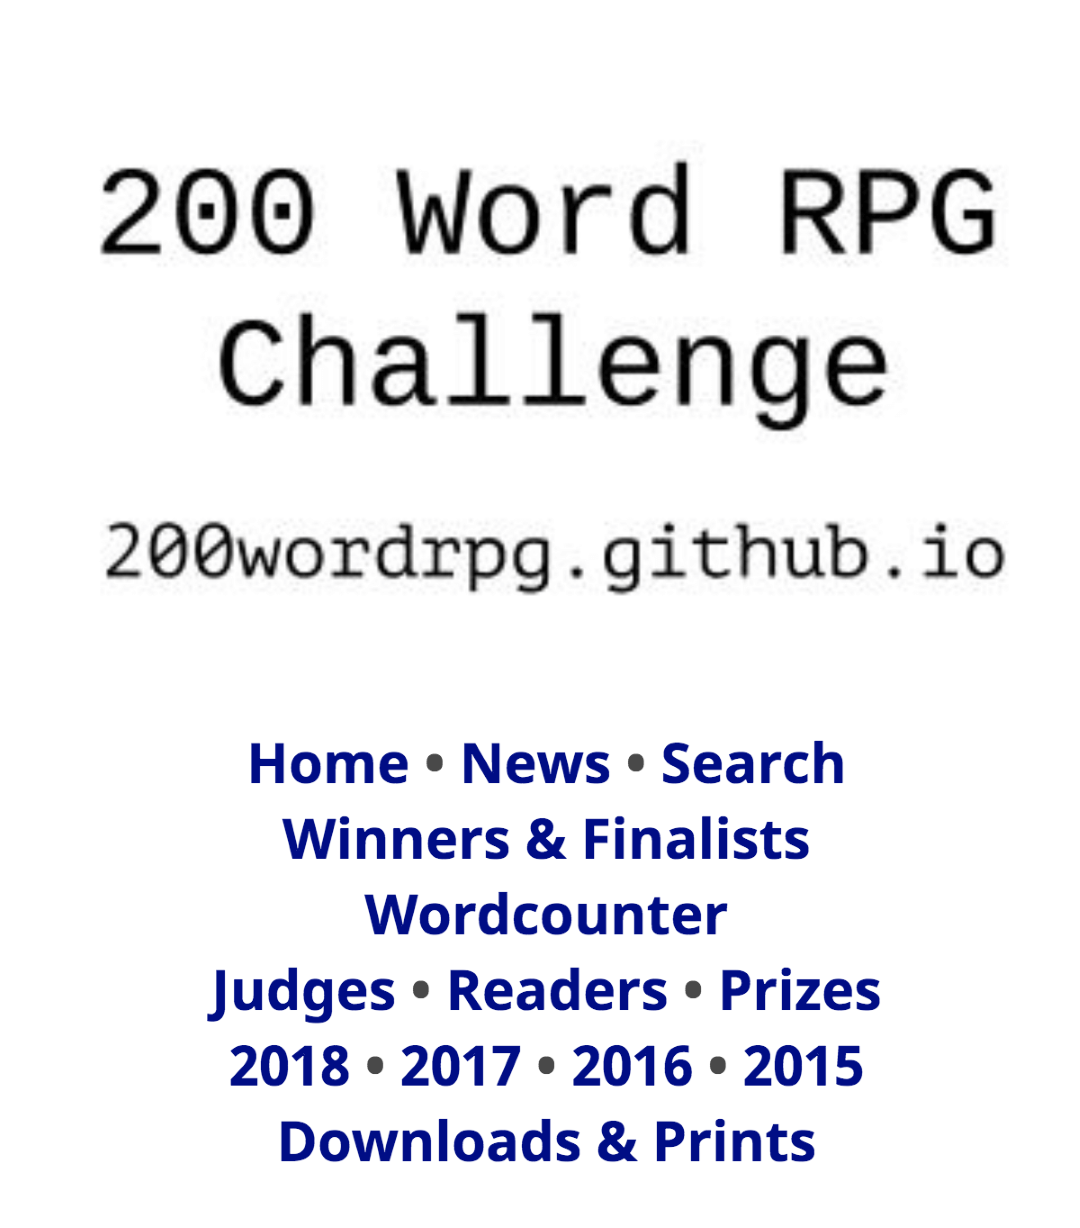 200 Word RPG
Challenge
200wordrpg.github.io
Home • News • Search
Winners & Finalists
Wordcounter
Judges • Readers • Prizes
2018 • 2017 • 2016 • 2015
Downloads & Prints